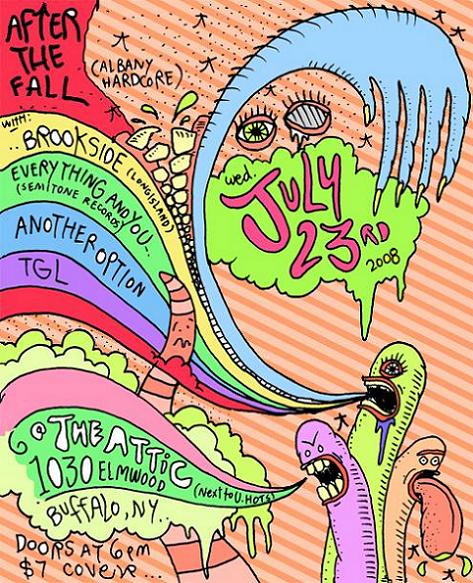 AFTER
THE
FALL
(ALBANY
HARDCORE)
WITH:
..BROOKSIDE (LONG ISLAND)
EVERYTHING AND YOU...
(SEMITONE RECORDS)
ANOTHER OPTION
TGL
wed.
JULY
23RD
2008
@ THE ATTIC
1030 ELMWOOD
(NEXT TO U. HOTS)
BUFFALO, NY.
DOORS AT 6PM
$7 COVER...